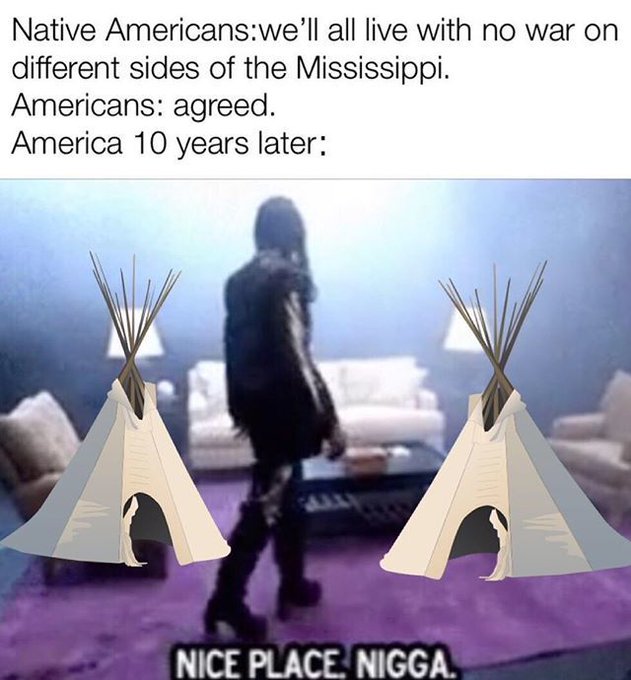 Native Americans:we'll all live with no war on
different sides of the Mississippi.
Americans: agreed.
America 10 years later:
NICE PLACE, NIGGA.